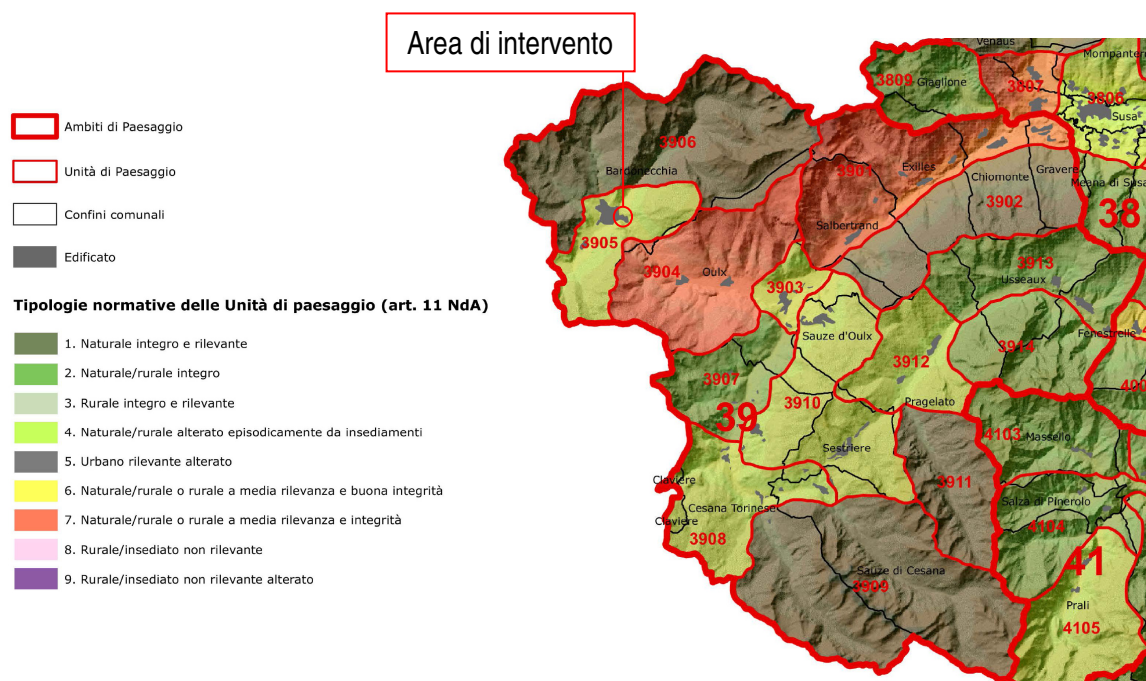 Area di intervento
Ambiti di Paesaggio
Unità di Paesaggio
Confini comunali
Edificato
Tipologie normative delle Unità di paesaggio (art. 11 NdA)
1. Naturale integro e rilevante
2. Naturale/rurale integro
3. Rurale integro e rilevante
4. Naturale/rurale alterato episodicamente da insediamenti
5. Urbano rilevante alterato
6. Naturale/rurale o rurale a media rilevanza e buona integrità
7. Naturale/rurale o rurale a media rilevanza e integrità
8. Rurale/insediato non rilevante
9. Rurale/insediato non rilevante alterato
Venaus
Mompantero
3809
Giaglione
3807
3806
Susa
3906
Bardonecchia
3901
Exilles
Chiomonte
Gravere
Meana di Susa
3902
38
Salbertrand
3905
3904
Oulx
3903
3913
Usseaux
Sauze d'Oulx
3914
Fenestrelle
3912
3907
39
3910
Pragelato
400
4103
Massello
Sestriere
3911
Claviere
Cesana Torinese
Salza di Pinerolo
4104
Claviere
3908
41
Sauze di Cesana
3909
Prali
4105